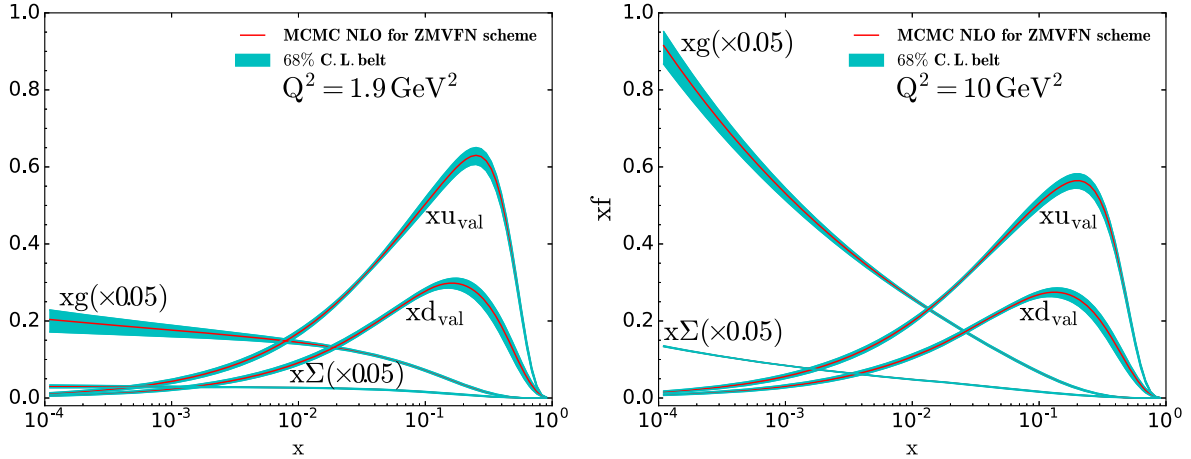 MCMC NLO for ZMVFN scheme
68% C. L. belt
Q² = 1.9 GeV²
1.0
0.8
0.6
0.4
0.2
0.0
xu_val
xg(×0.05)
xd_val
xΣ(×0.05)
10⁻⁴ 10⁻³ 10⁻² 10⁻¹ 10⁰
x
MCMC NLO for ZMVFN scheme
68% C. L. belt
Q² = 10 GeV²
xf
1.0
0.8
0.6
0.4
0.2
0.0
xg(×0.05)
xu_val
xd_val
xΣ(×0.05)
10⁻⁴ 10⁻³ 10⁻² 10⁻¹ 10⁰
x